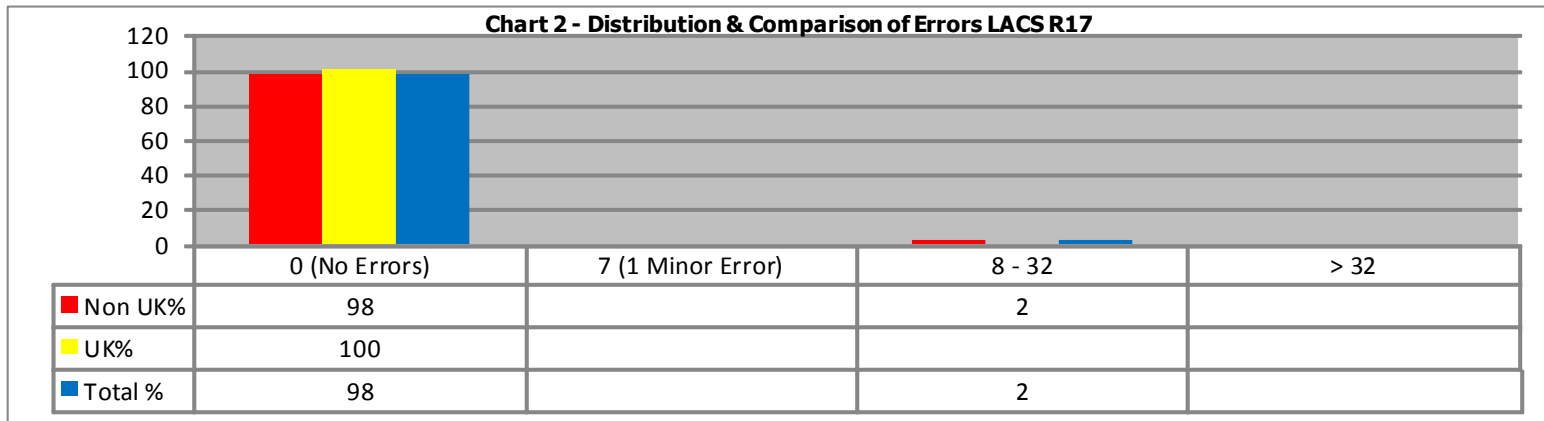 Chart 2 - Distribution & Comparison of Errors LACS R17
120
100
80
60
40
20
0
0 (No Errors) 7 (1 Minor Error) 8 - 32 > 32
Non UK% 98 2
UK% 100
Total % 98 2